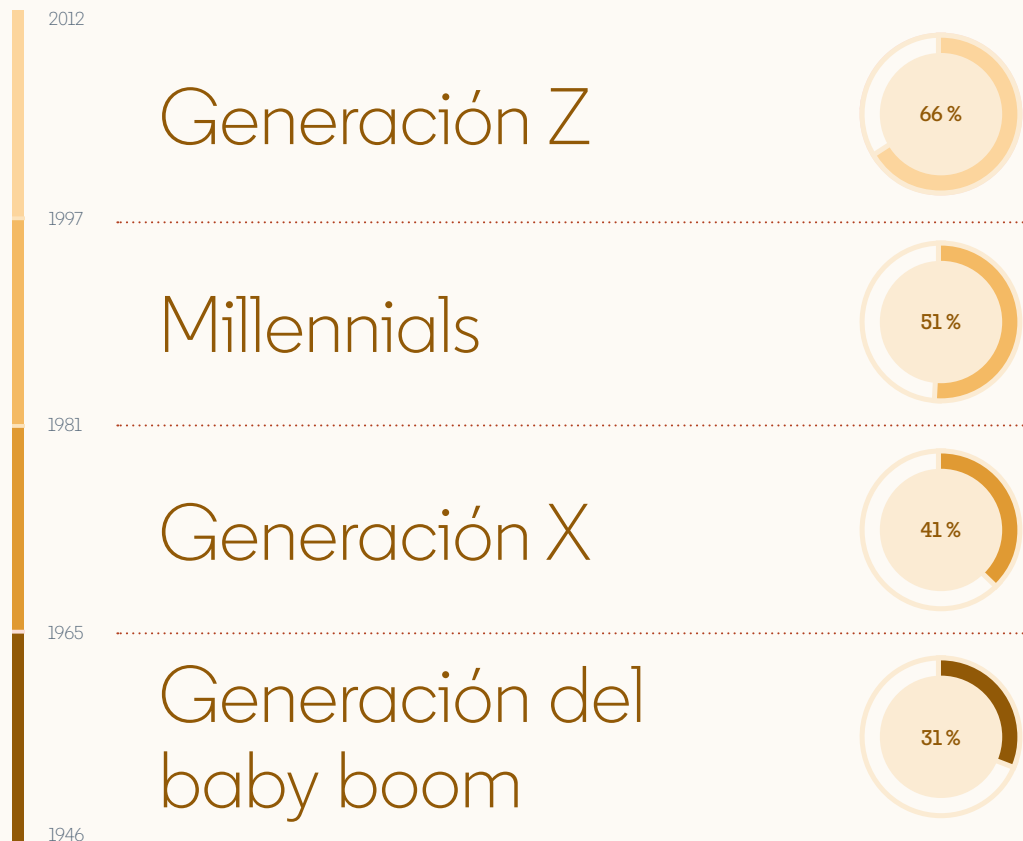 2012
Generación Z
66 %
1997
Millennials
51 %
1981
Generación X
41 %
1965
Generación del
baby boom
31 %
1946